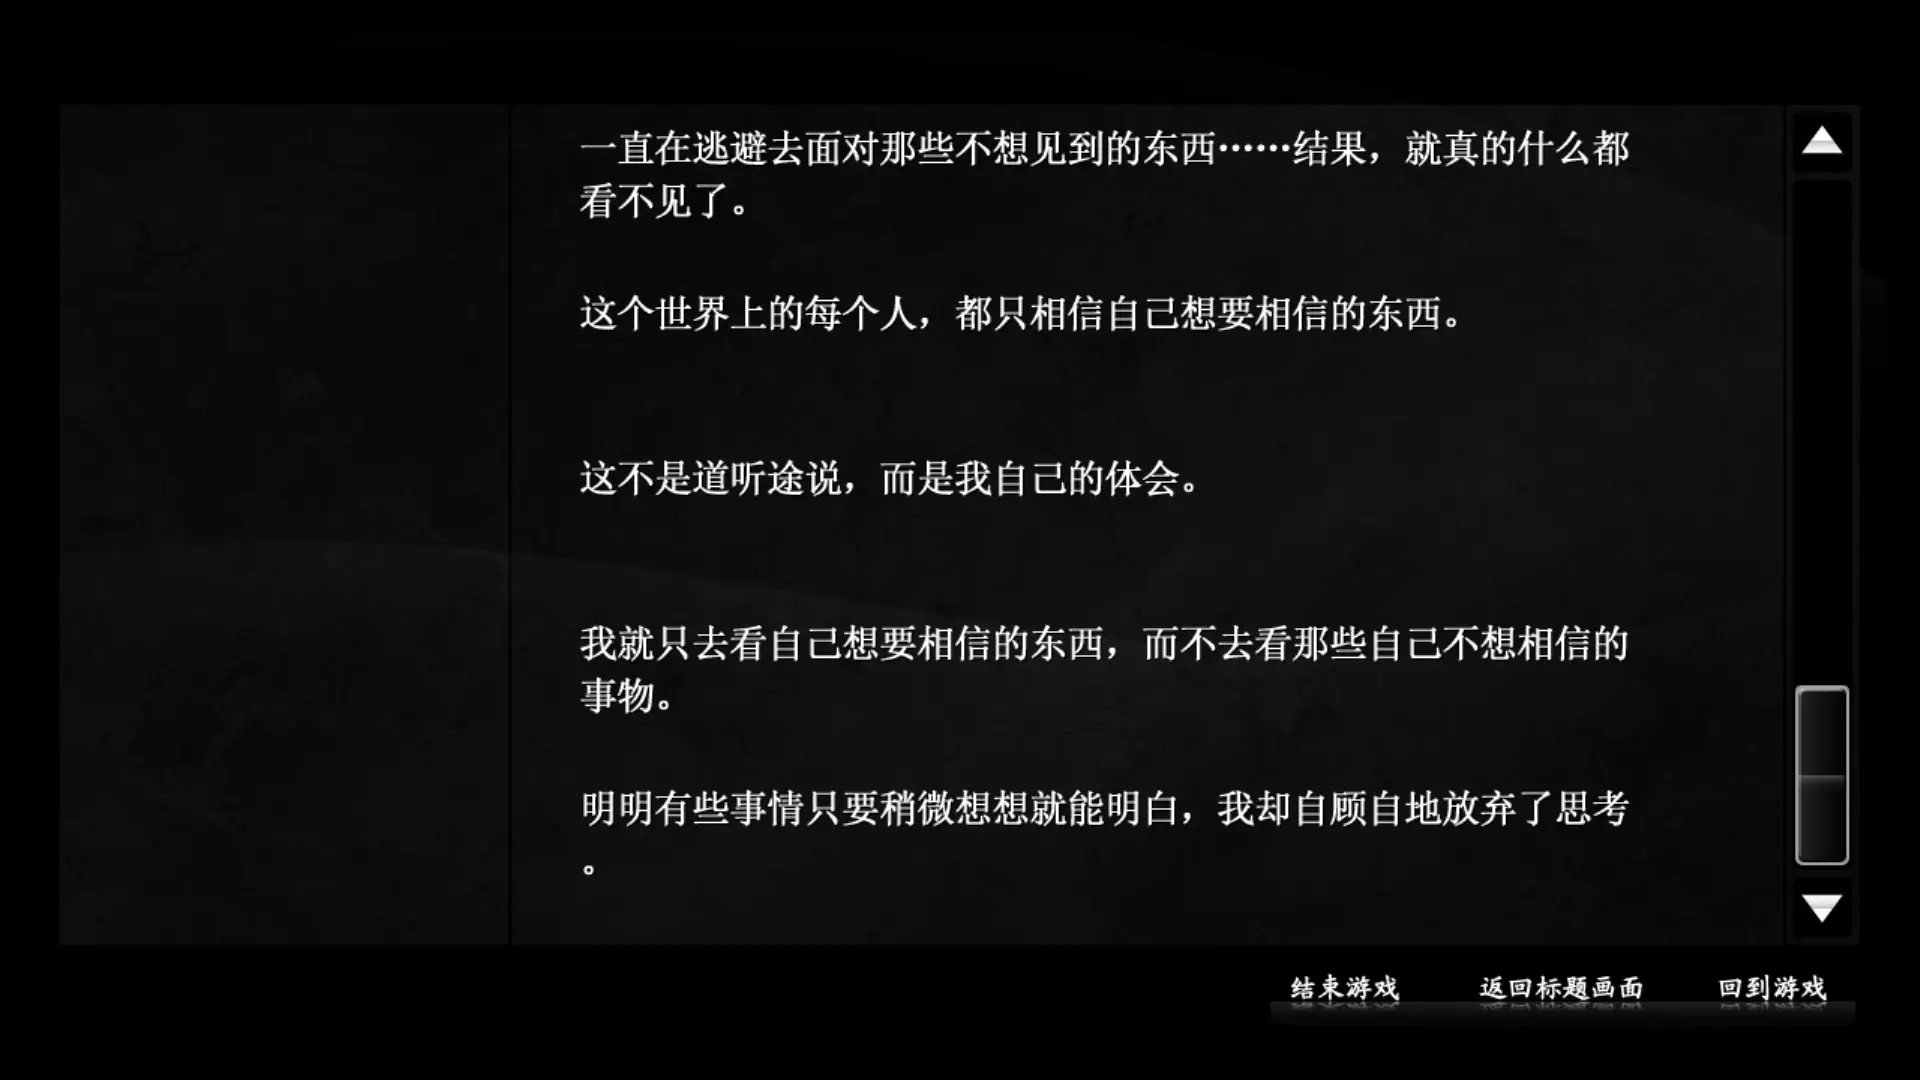 一直在逃避去面对那些不想见到的东西……结果，就真的什么都
看不见了。
这个世界上的每个人，都只相信自己想要相信的东西。
这不是道听途说，而是我自己的体会。
我就只去看自己想要相信的东西，而不去看那些自己不想相信的
事物。
明明有些事情只要稍微想想就能明白，我却自顾自地放弃了思考
。
结束游戏 返回标题画面 回到游戏